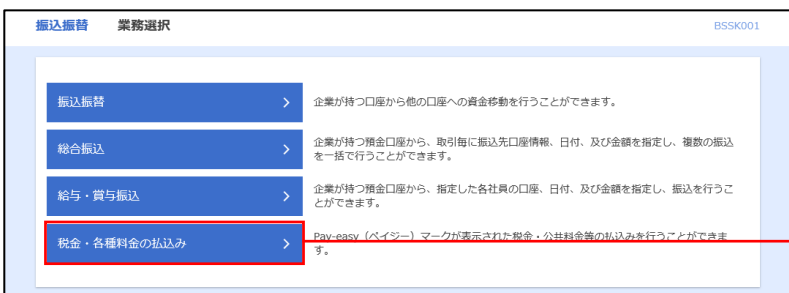 振込振替 業務選択 BSSK001
振込振替 企業が持つ口座から他の口座への資金移動を行うことができます。
総合振込 企業が持つ預金口座から、取引毎に振込先口座情報、日付、及び金額を指定し、複数の振込
を一括で行うことができます。
給与・賞与振込 企業が持つ預金口座から、指定した各社員の口座、日付、及び金額を指定し、振込を行うこ
とができます。
税金・各種料金の払込み Pay-easy（ペイジー）マークが表示された税金・公共料金等の払込みを行うことができま
す。